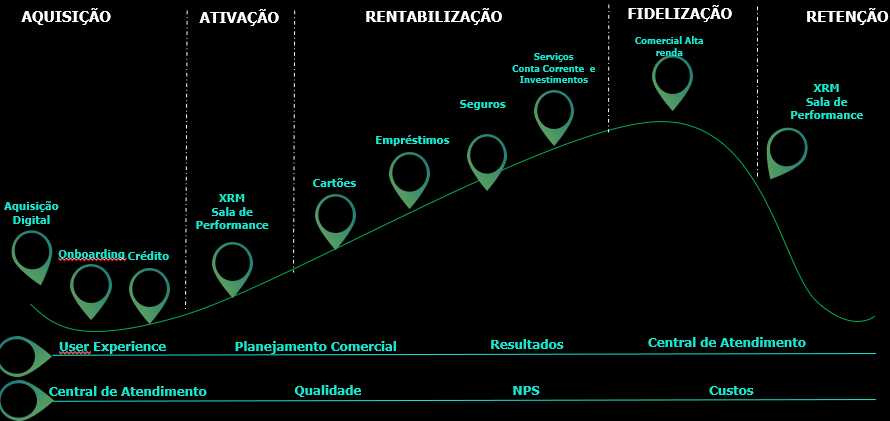 AQUISIÇÃO
ATIVAÇÃO
RENTABILIZAÇÃO
FIDELIZAÇÃO
RETENÇÃO
Aquisição
Digital
Onboarding
Crédito
XRM
Sala de
Performance
Cartões
Empréstimos
Seguros
Serviços
Conta Corrente e
Investimentos
Comercial Alta
renda
XRM
Sala de
Performance
User Experience
Planejamento Comercial
Resultados
Central de Atendimento
Central de Atendimento
Qualidade
NPS
Custos